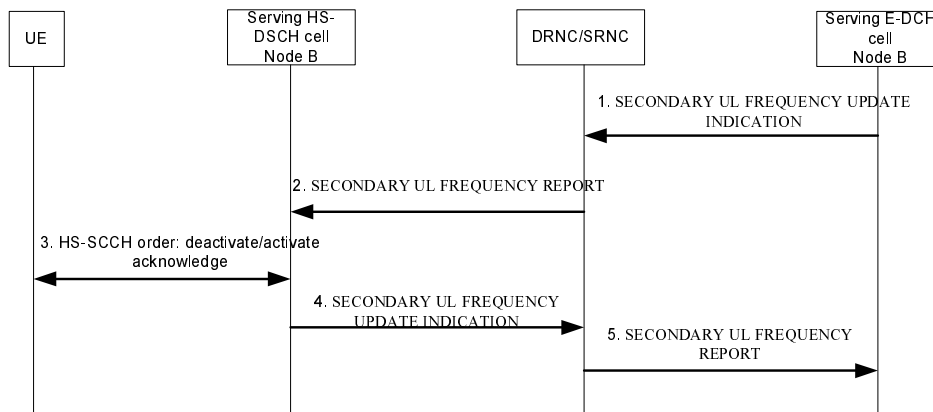 UE
Serving HS-
DSCH cell
Node B
DRNC/SRNC
Serving E-DCH
cell
Node B
1. SECONDARY UL FREQUENCY UPDATE
INDICATION
2. SECONDARY UL FREQUENCY REPORT
3. HS-SCCH order: deactivate/activate
acknowledge
4. SECONDARY UL FREQUENCY
UPDATE INDICATION
5. SECONDARY UL FREQUENCY
REPORT